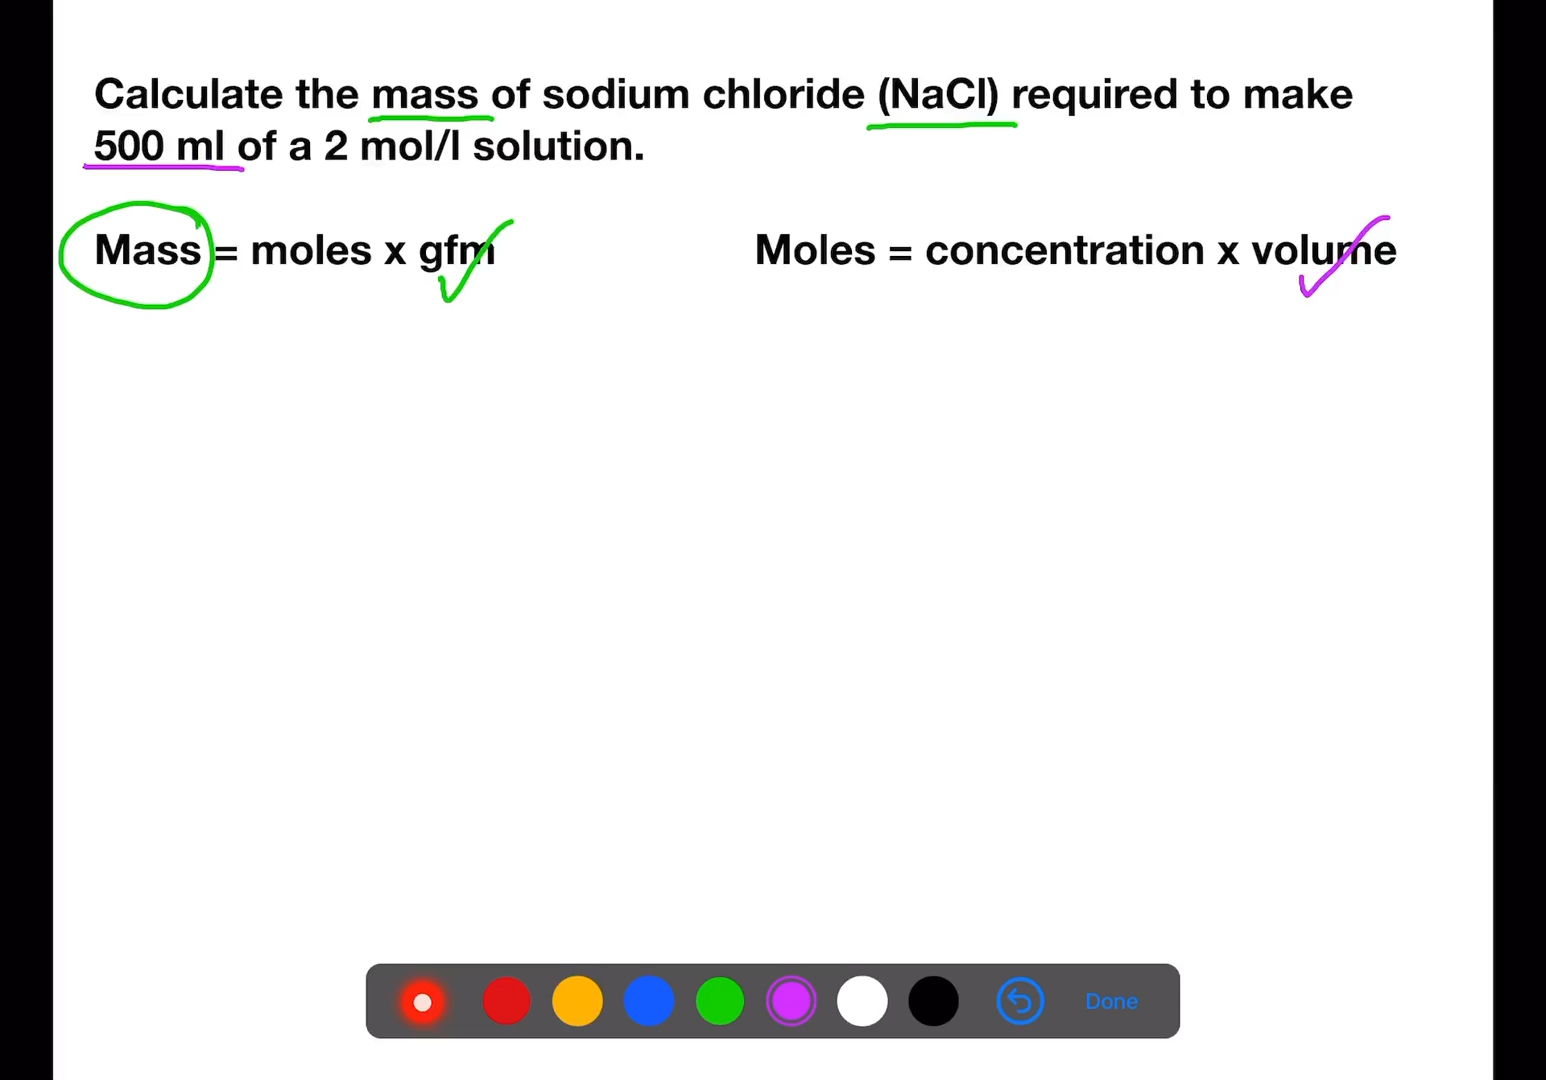 Calculate the mass of sodium chloride (NaCl) required to make
500 ml of a 2 mol/l solution.
Mass = moles x gfm
Moles = concentration x volume
Done